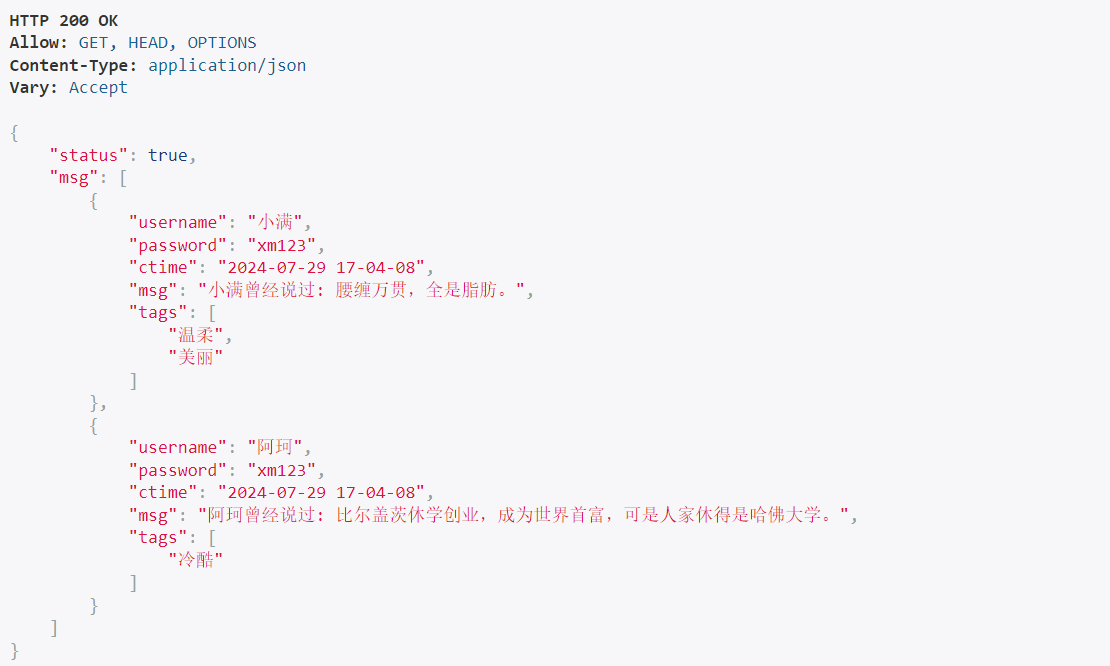 HTTP 200 OK
Allow: GET, HEAD, OPTIONS
Content-Type: application/json
Vary: Accept

{
    "status": true,
    "msg": [
        {
            "username": "小满",
            "password": "xm123",
            "ctime": "2024-07-29 17-04-08",
            "msg": "小满曾经说过: 腰缠万贯，全是脂肪。",
            "tags": [
                "温柔",
                "美丽"
            ]
        },
        {
            "username": "阿珂",
            "password": "xm123",
            "ctime": "2024-07-29 17-04-08",
            "msg": "阿珂曾经说过: 比尔盖茨休学创业，成为世界首富，可是人家休得是哈佛大学。",
            "tags": [
                "冷酷"
            ]
        }
    ]
}